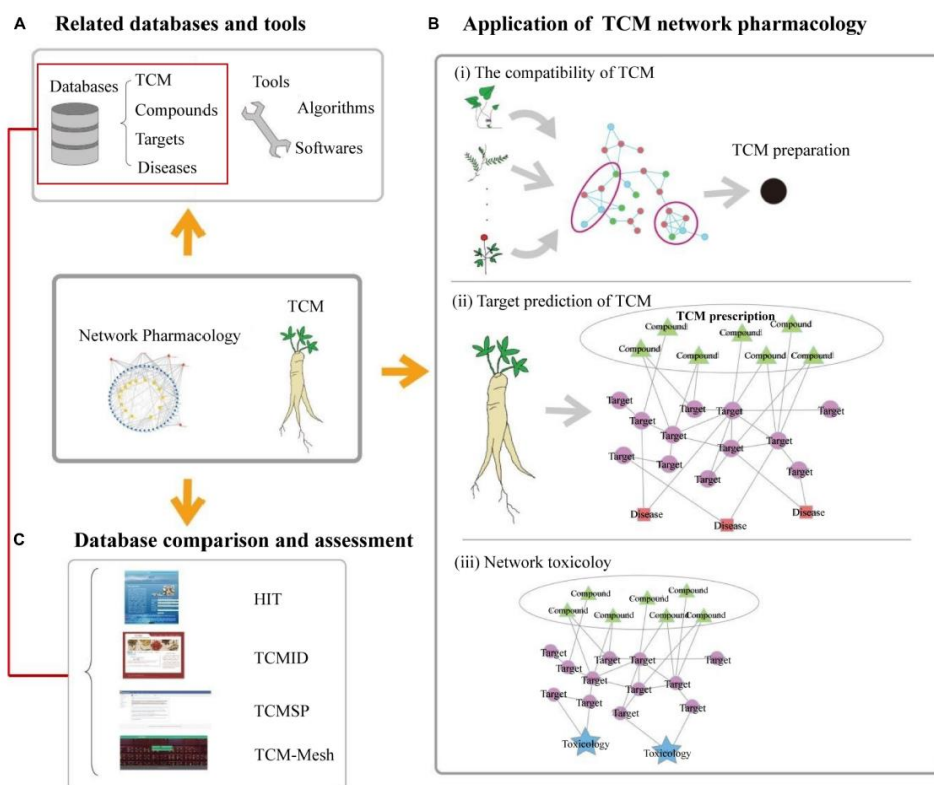 A Related databases and tools
Databases
TCM
Compounds
Targets
Diseases
Tools
Algorithms
Softwares
Network Pharmacology
TCM
C Database comparison and assessment
HIT
TCMID
TCMSP
TCM-Mesh
B Application of TCM network pharmacology
(i) The compatibility of TCM
TCM preparation
(ii) Target prediction of TCM
TCM prescription
Compound
Compound
Compound
Compound
Compound
Compound
Compound
Target
Target
Target
Target
Target
Target
Target
Target
Target
Target
Target
Target
Disease
Disease
Disease
(iii) Network toxicoloy
Compound
Compound
Compound
Compound
Compound
Compound
Compound
Target
Target
Target
Target
Target
Target
Target
Target
Target
Target
Target
Target
Toxicology
Toxicology